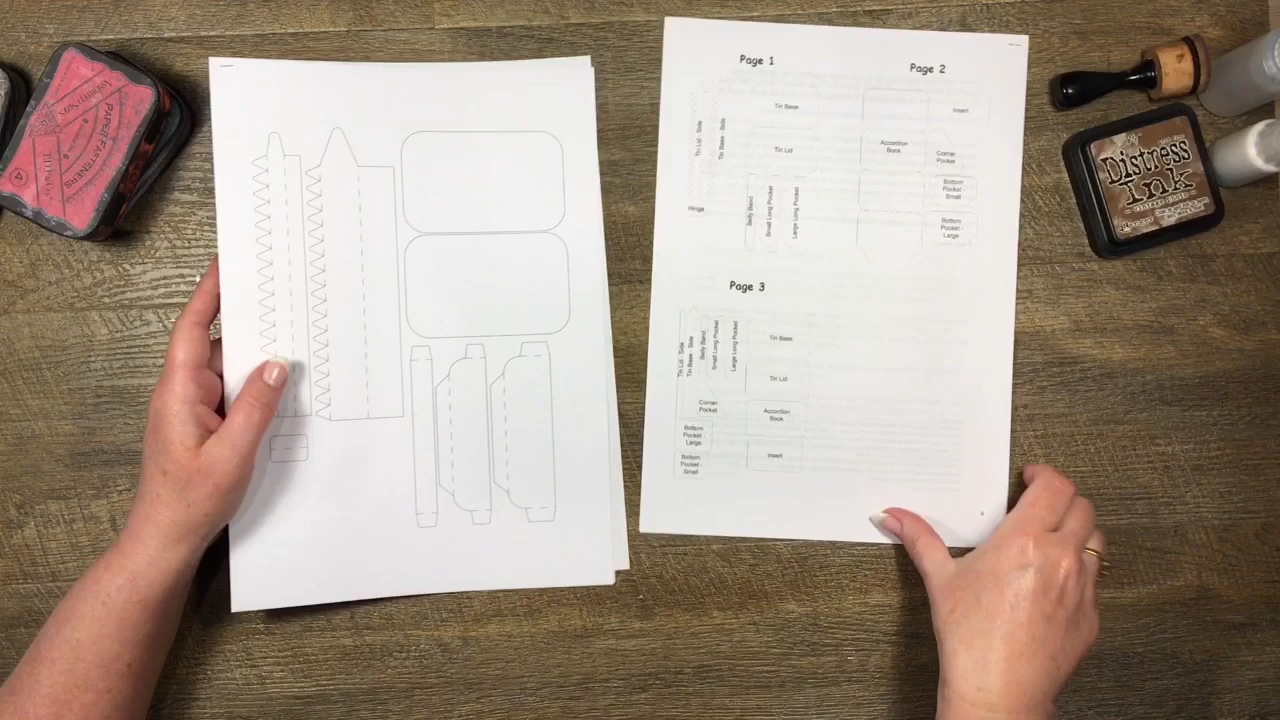 PAPER FASTENERS
Page 1
Page 2
Tin Lid - Side
Tin Base - Side
Tin Base
Tin Lid
Hinge
Belly Band
Small Long Pocket
Large Long Pocket
Accordion
Book
Insert
Corner
Pocket
Bottom
Pocket -
Small
Bottom
Pocket -
Large
Page 3
Tin Lid - Side
Tin Base - Side
Belly Band
Small Long Pocket
Large Long Pocket
Tin Base
Tin Lid
Corner
Pocket
Accordion
Book
Bottom
Pocket -
Large
Bottom
Pocket -
Small
Insert
Distress
Ink